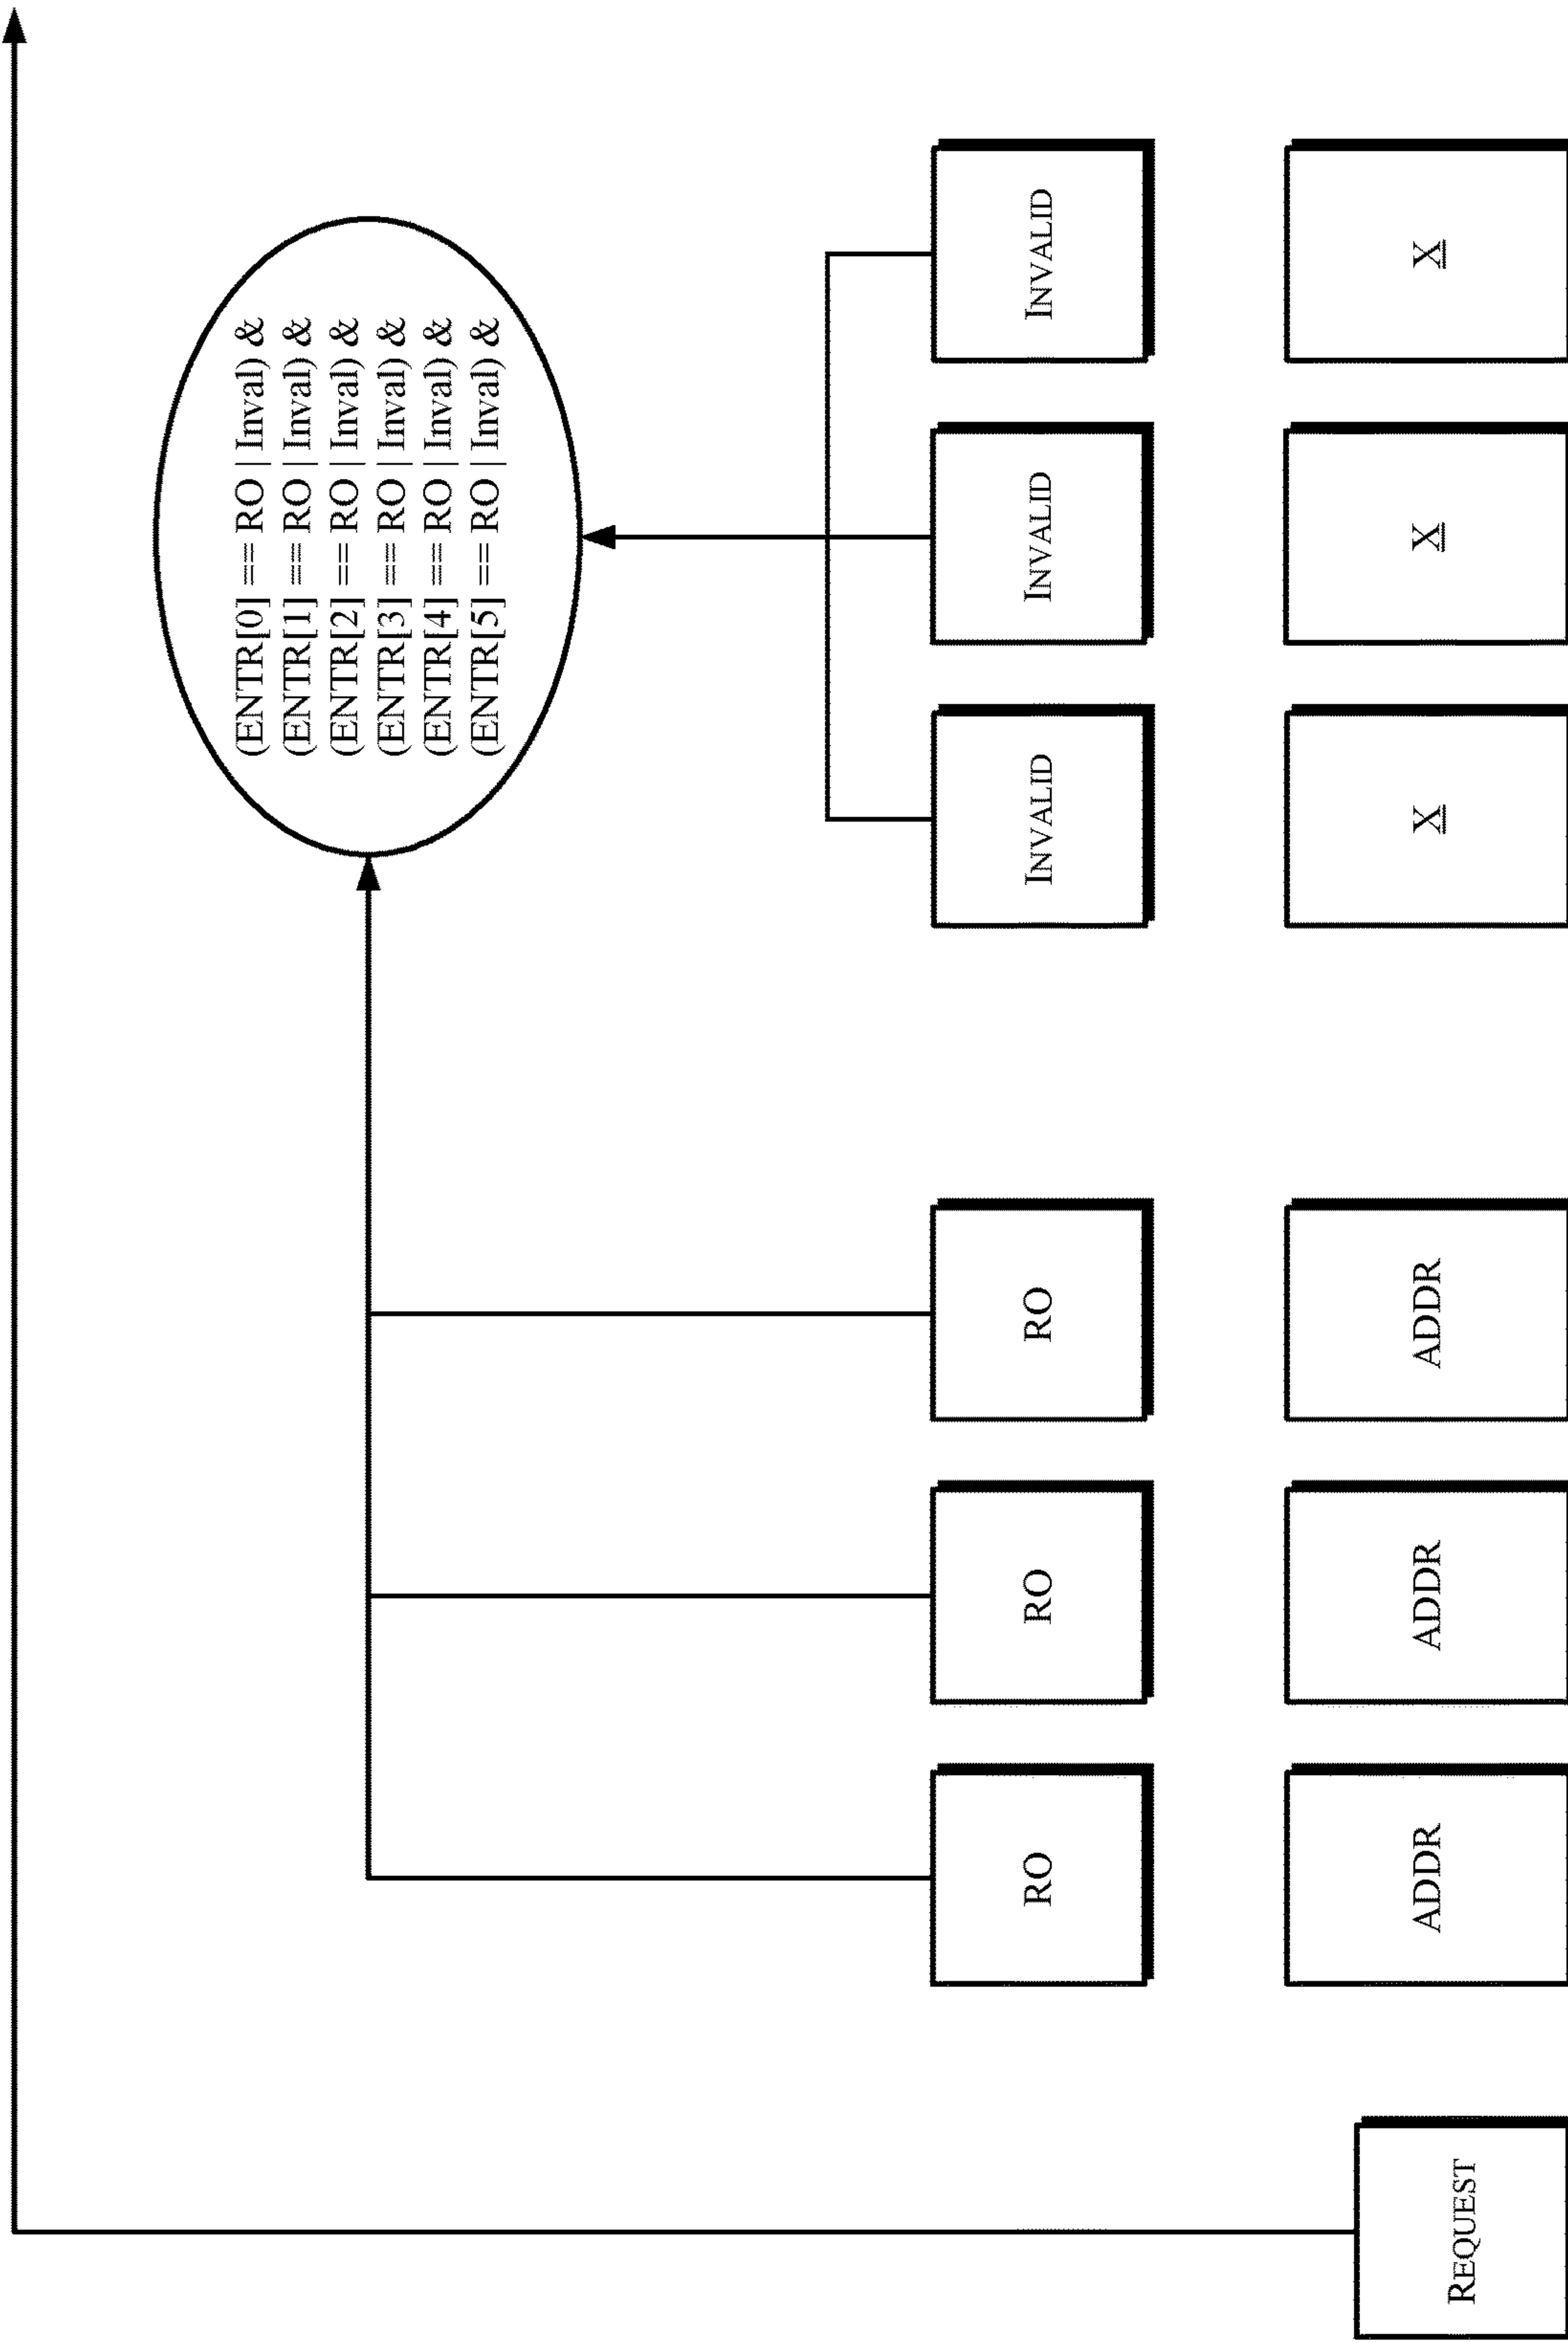 (ENTR[0] == RO | Inval) &
(ENTR[1] == RO | Inval) &
(ENTR[2] == RO | Inval) &
(ENTR[3] == RO | Inval) &
(ENTR[4] == RO | Inval) &
(ENTR[5] == RO | Inval) &
RO
RO
RO
INVALID
INVALID
INVALID
REQUEST
ADDR
ADDR
ADDR
X
X
X